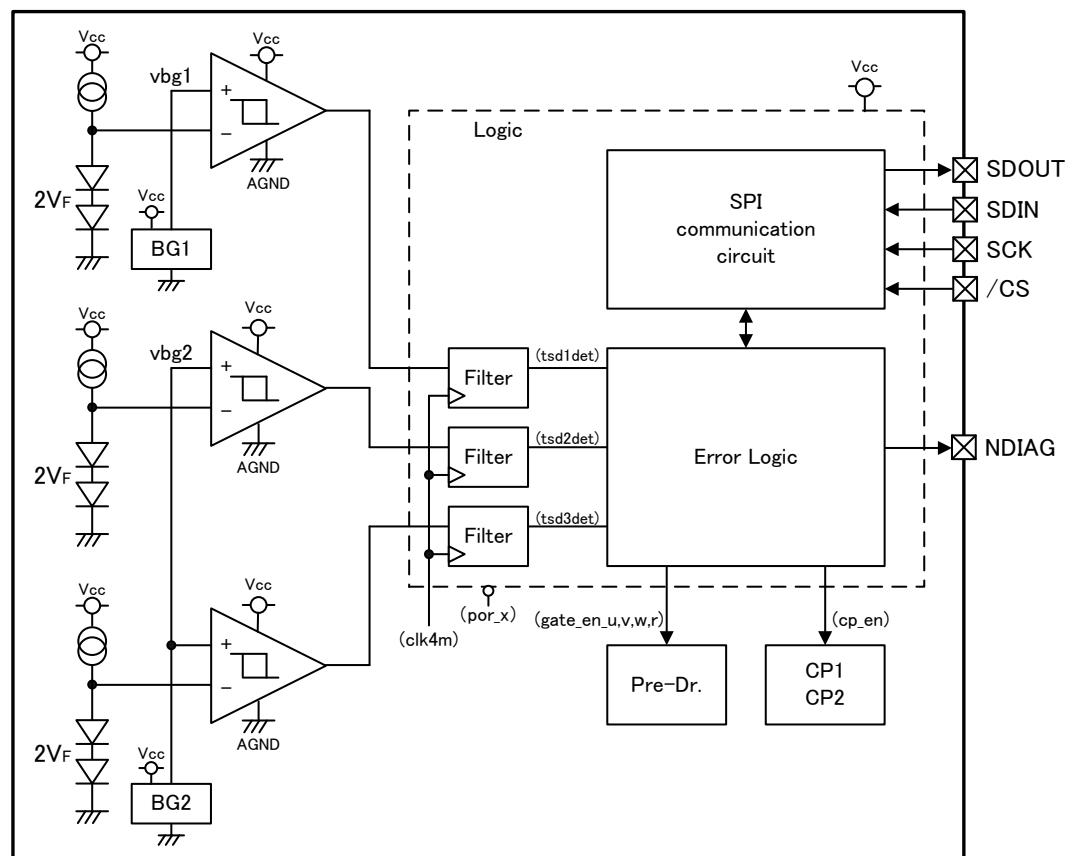 Vcc
vbg1
Vcc
+
−
AGND
2VF
Vcc
BG1
Vcc
Logic
SPI
communication
circuit
SDOUT
SDIN
SCK
/CS
Vcc
vbg2
Vcc
+
−
AGND
2VF
Filter
(tsd1det)
Filter
(tsd2det)
Filter
(tsd3det)
Error Logic
NDIAG
(por_x)
(clk4m)
(gate_en_u,v,w,r)
(cp_en)
Pre-Dr.
CP1
CP2
Vcc
Vcc
+
−
AGND
2VF
Vcc
BG2